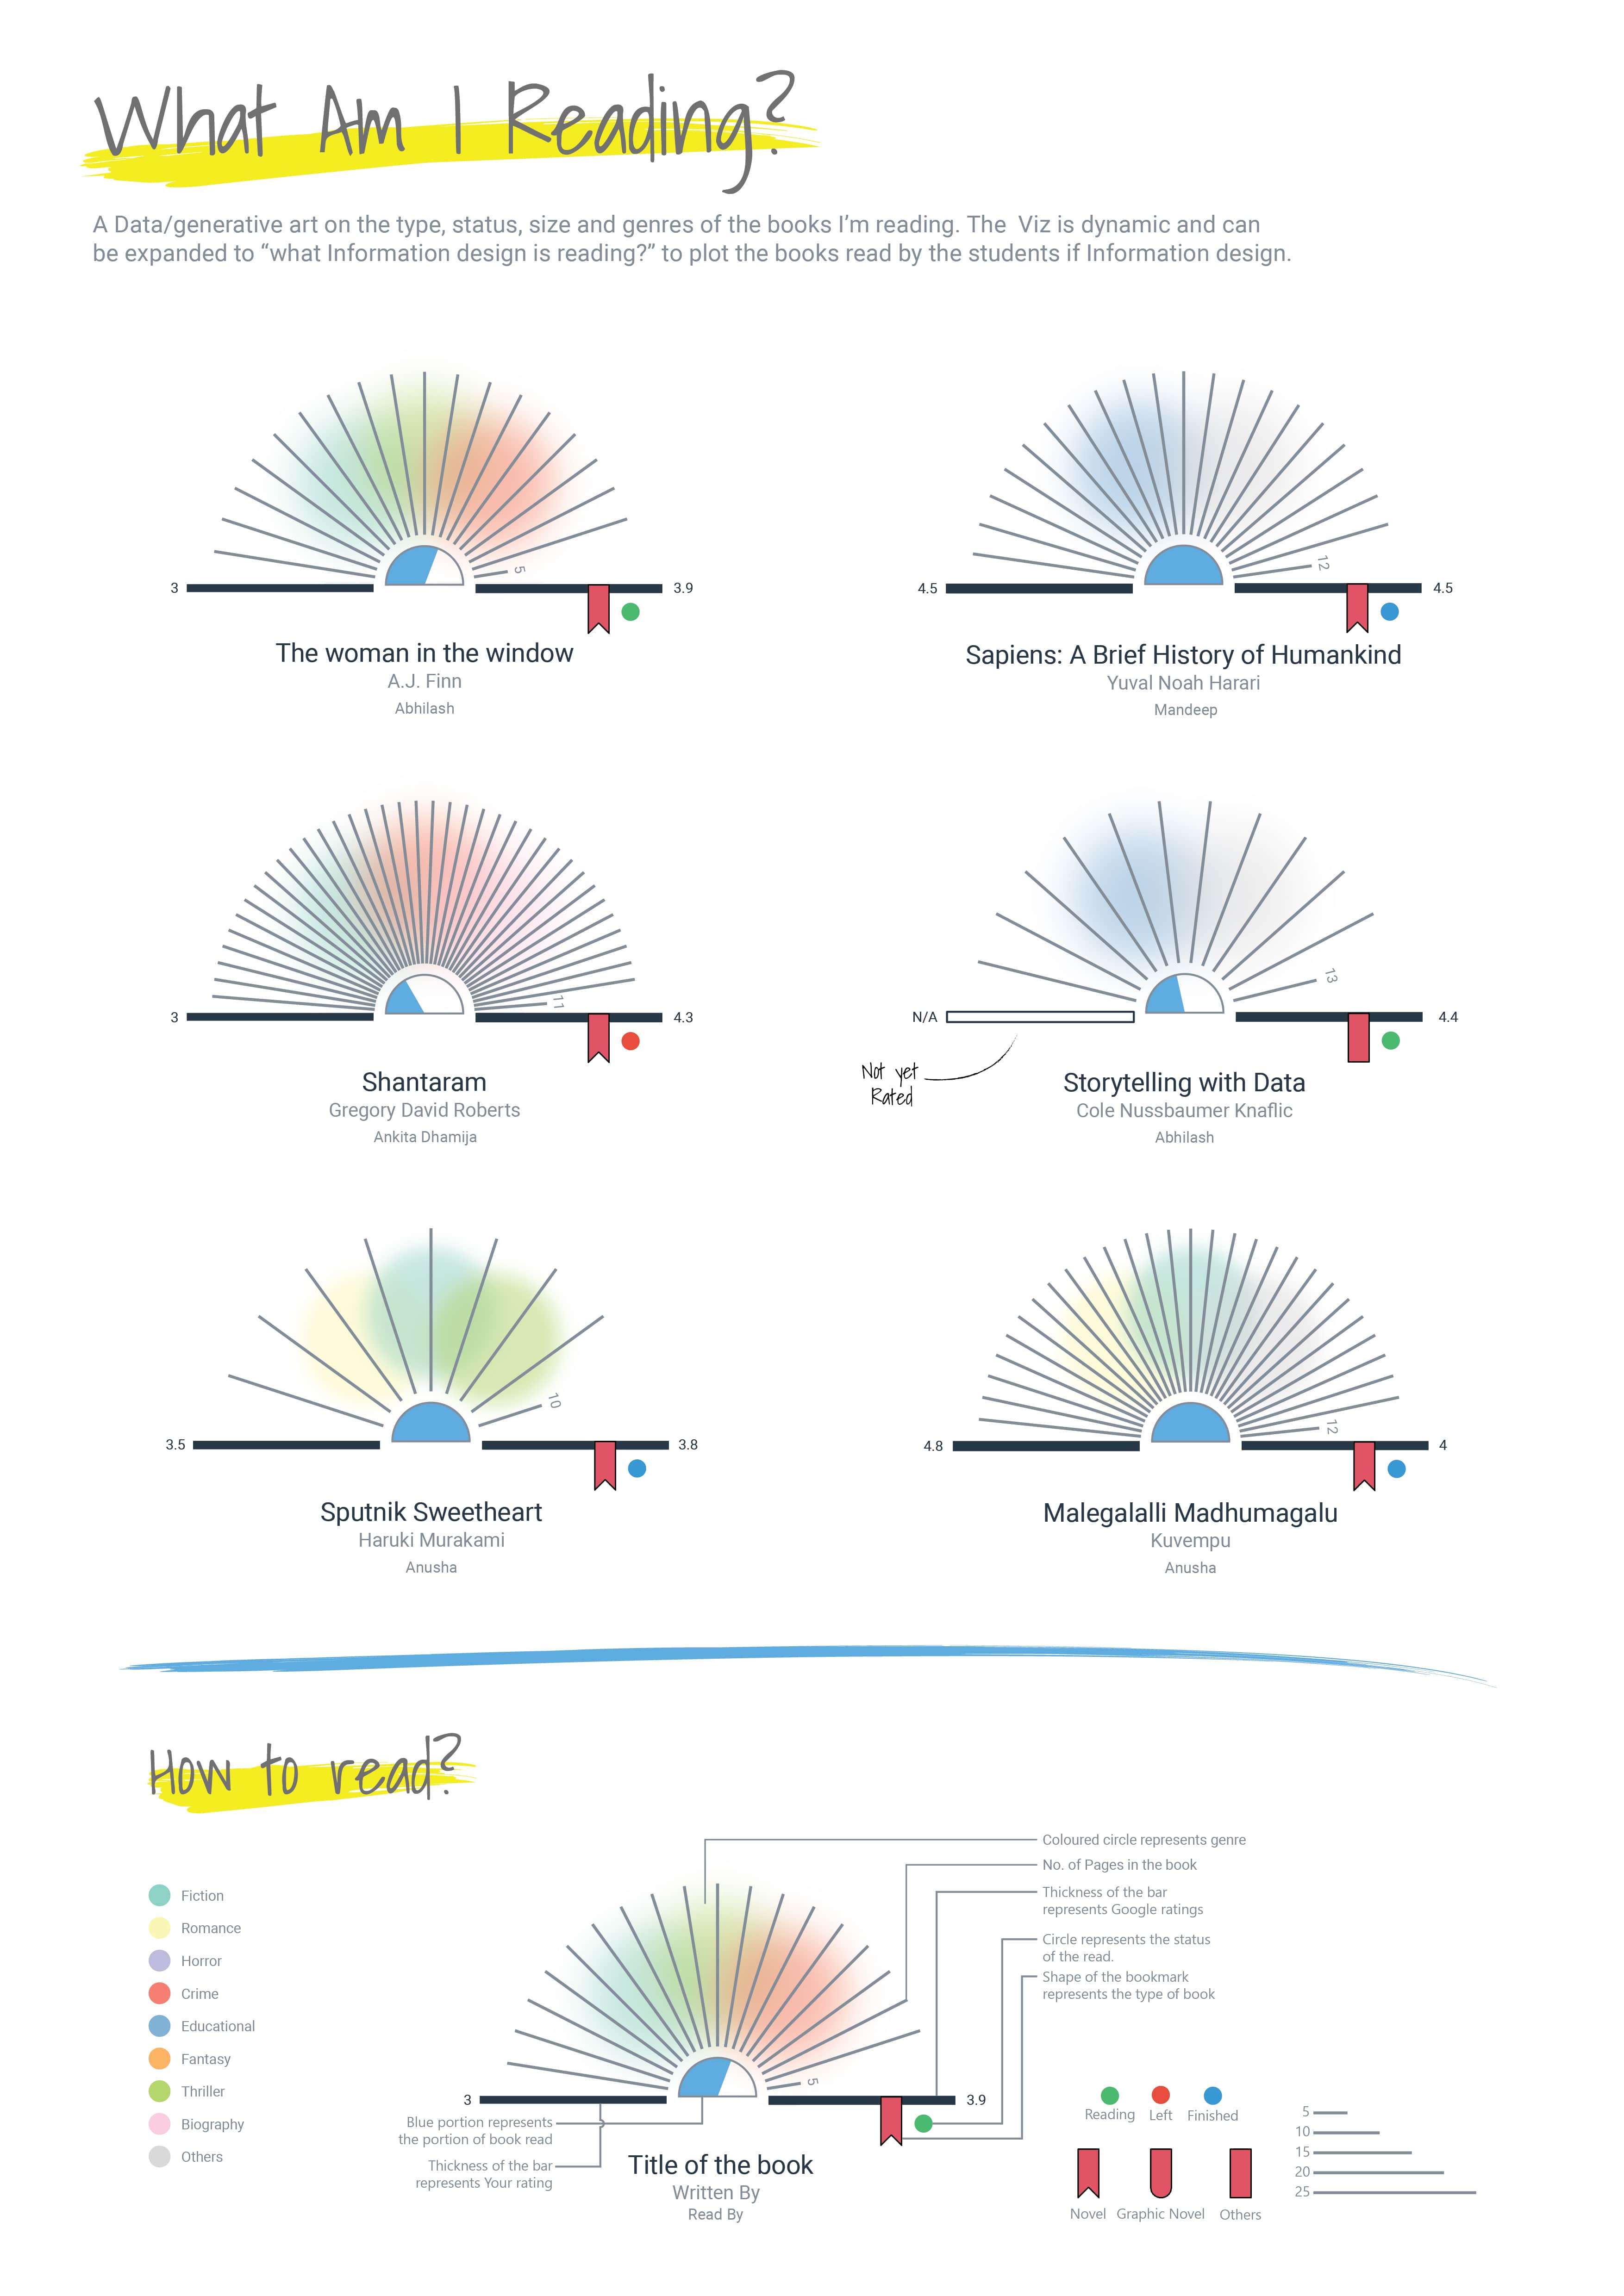 What Am I Reading?
A Data/generative art on the type, status, size and genres of the books I'm reading. The Viz is dynamic and can
be expanded to “what Information design is reading?” to plot the books read by the students if Information design.
5
3
3.9
The woman in the window
A.J. Finn
Abhilash
12
4.5
4.5
Sapiens: A Brief History of Humankind
Yuval Noah Harari
Mandeep
11
3
4.3
Shantaram
Gregory David Roberts
Ankita Dhamija
13
N/A
4.4
Not yet
Rated
Storytelling with Data
Cole Nussbaumer Knaflic
Abhilash
10
3.5
3.8
Sputnik Sweetheart
Haruki Murakami
Anusha
12
4.8
4
Malegalalli Madhumagalu
Kuvempu
Anusha
How to read?
Fiction
Romance
Horror
Crime
Educational
Fantasy
Thriller
Biography
Others
Coloured circle represents genre
No. of Pages in the book
Thickness of the bar
represents Google ratings
Circle represents the status
of the read.
Shape of the bookmark
represents the type of book
5
3
3.9
Blue portion represents
the portion of book read
Thickness of the bar
represents Your rating
Title of the book
Written By
Read By
Reading
Left
Finished
Novel
Graphic Novel
Others
5
10
15
20
25